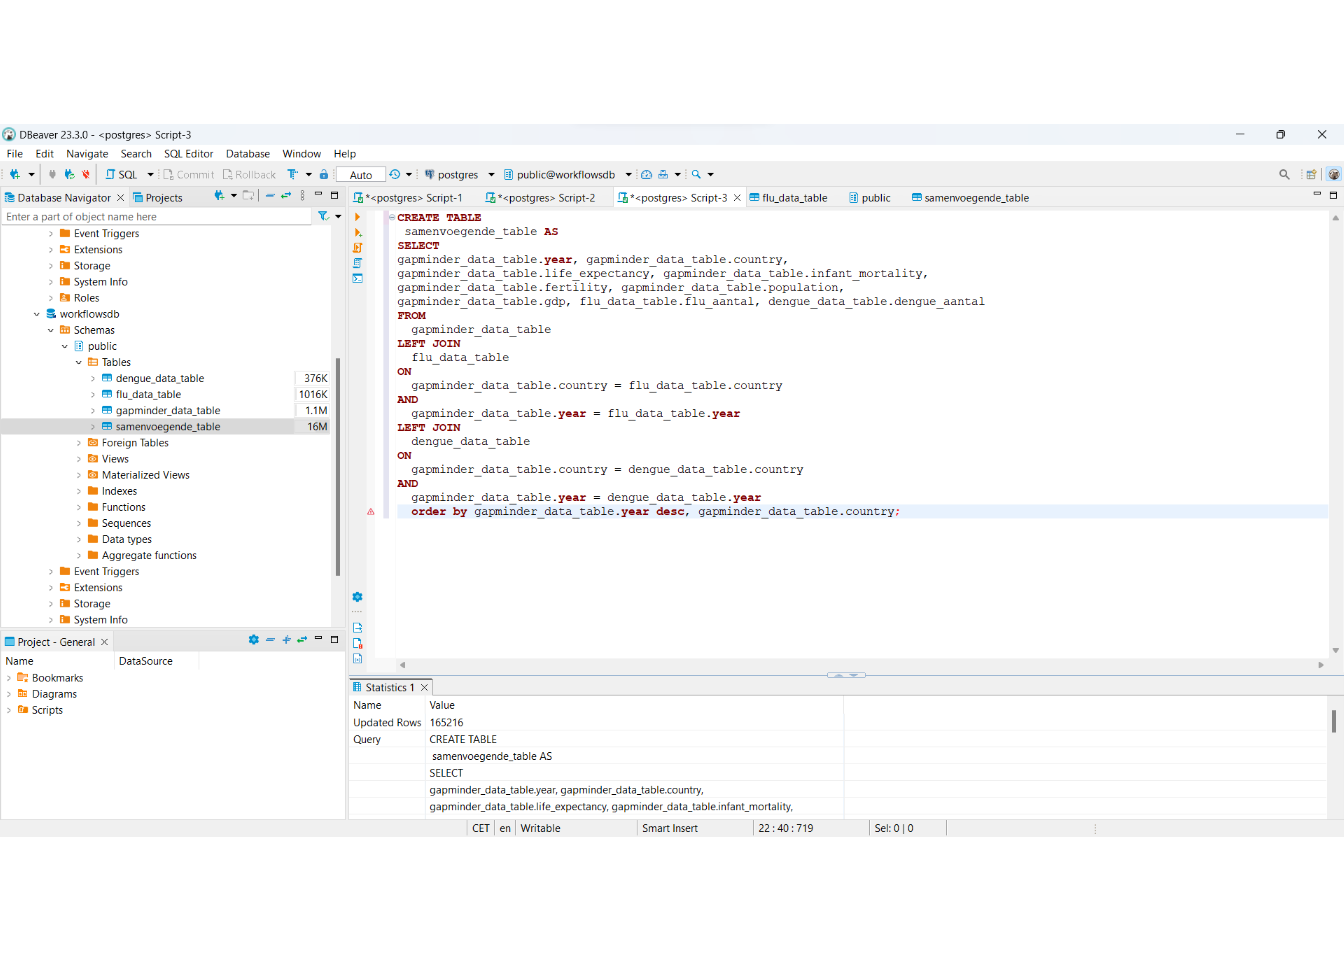 DBeaver 23.3.0 - <postgres> Script-3
File Edit Navigate Search SQL Editor Database Window Help
SQL Commit Rollback Auto postgres public@workflowsdb
Database Navigator Projects
Enter a part of object name here
Event Triggers
Extensions
Storage
System Info
Roles
workflowsdb
Schemas
public
Tables
dengue_data_table 376K
flu_data_table 1016K
gapminder_data_table 1.1M
samenvoegende_table 16M
Foreign Tables
Views
Materialized Views
Indexes
Functions
Sequences
Data types
Aggregate functions
Event Triggers
Extensions
Storage
System Info
Project - General
Name DataSource
Bookmarks
Diagrams
Scripts
*<postgres> Script-1 *<postgres> Script-2 *<postgres> Script-3 flu_data_table public samenvoegende_table
CREATE TABLE
samenvoegende_table AS
SELECT
gapminder_data_table.year, gapminder_data_table.country,
gapminder_data_table.life_expectancy, gapminder_data_table.infant_mortality,
gapminder_data_table.fertility, gapminder_data_table.population,
gapminder_data_table.gdp, flu_data_table.flu_aantal, dengue_data_table.dengue_aantal
FROM
gapminder_data_table
LEFT JOIN
flu_data_table
ON
gapminder_data_table.country = flu_data_table.country
AND
gapminder_data_table.year = flu_data_table.year
LEFT JOIN
dengue_data_table
ON
gapminder_data_table.country = dengue_data_table.country
AND
gapminder_data_table.year = dengue_data_table.year
order by gapminder_data_table.year desc, gapminder_data_table.country;
Statistics 1
Name Value
Updated Rows 165216
Query CREATE TABLE
samenvoegende_table AS
SELECT
gapminder_data_table.year, gapminder_data_table.country,
gapminder_data_table.life_expectancy, gapminder_data_table.infant_mortality,
CET en Writable Smart Insert 22 : 40 : 719 Sel: 0 | 0